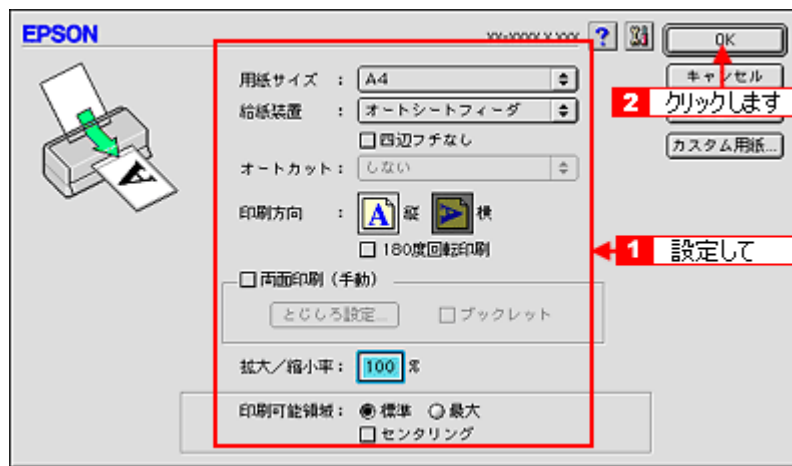 EPSON
XX-XXXX X.XXX
OK
用紙サイズ : A4
キャンセル
2 クリックします
給紙装置 : オートシートフィーダ
四辺フチなし
カスタム用紙...
オートカット: しない
印刷方向 : 縦 横
180度回転印刷
1 設定して
両面印刷(手動)
とじしろ設定...
ブックレット
拡大/縮小率: 100 %
印刷可能領域: 標準 最大
センタリング